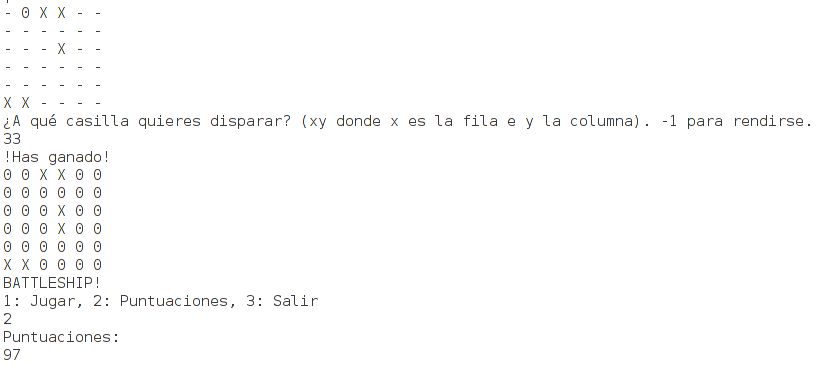 - 0 X X - -
- - - - - -
- - - X - -
- - - - - -
- - - - - -
X X - - - -
¿A qué casilla quieres disparar? (xy donde x es la fila e y la columna). -1 para rendirse.
33
!Has ganado!
0 0 X X 0 0
0 0 0 0 0 0
0 0 0 X 0 0
0 0 0 X 0 0
0 0 0 0 0 0
X X 0 0 0 0
BATTLESHIP!
1: Jugar, 2: Puntuaciones, 3: Salir
2
Puntuaciones:
97